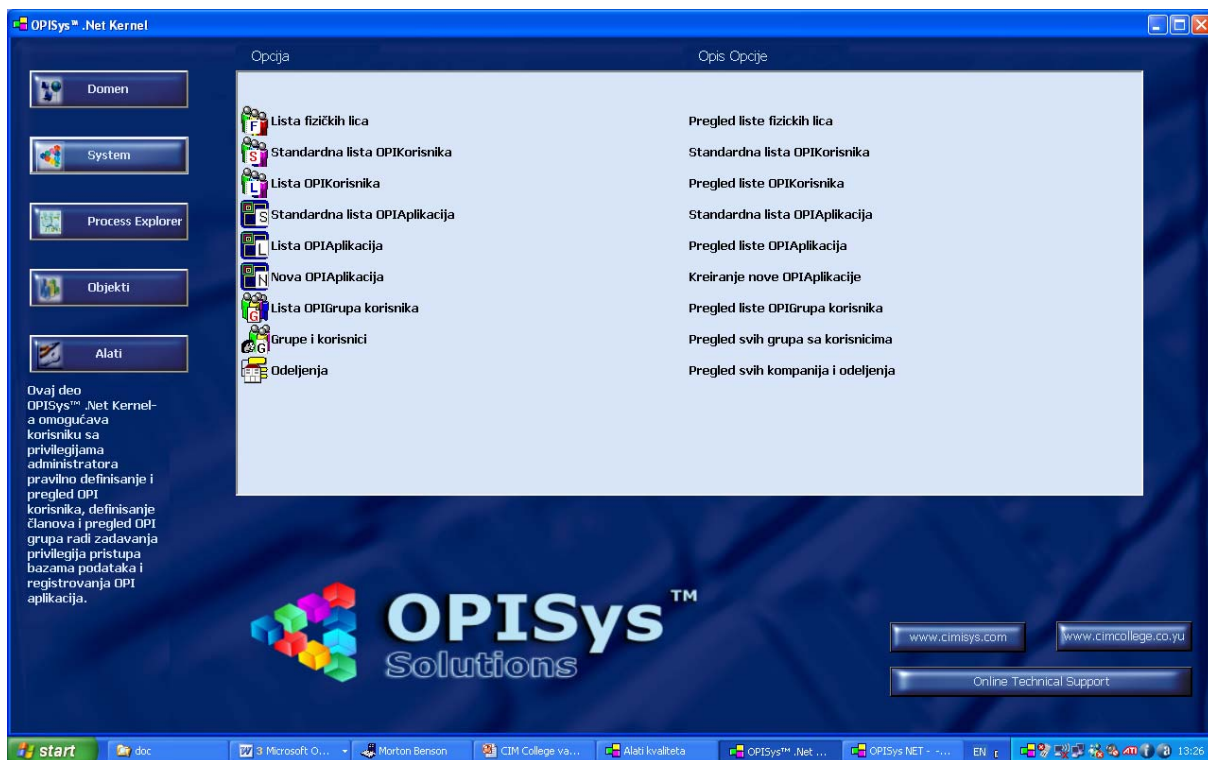 OPISys™ .Net Kernel
Opcija Opis Opcije
Domen
System
Process Explorer
Objekti
Alati
Lista fizičkih lica Pregled liste fizickih lica
Standardna lista OPIKorisnika Standardna lista OPIKorisnika
Lista OPIKorisnika Pregled liste OPIKorisnika
Standardna lista OPIAplikacija Standardna lista OPIAplikacija
Lista OPIAplikacija Pregled liste OPIAplikacija
Nova OPIAplikacija Kreiranje nove OPIAplikacije
Lista OPIGrupa korisnika Pregled liste OPIGrupa korisnika
Grupe i korisnici Pregled svih grupa sa korisnicima
Odeljenja Pregled svih kompanija i odeljenja
Ovaj deo
OPISys™ .Net Kernel-
a omogućava
korisniku sa
privilegijama
administratora
pravilno definisanje i
pregled OPI
korisnika, definisanje
članova i pregled OPI
grupa radi zadavanja
privilegija pristupa
bazama podataka i
registrovanja OPI
aplikacija.
OPISys™
Solutions
www.cimisys.com www.cimcollege.co.yu
Online Technical Support
start doc 3 Microsoft O... Morton Benson CIM College va... Alati kvaliteta OPISys™ .Net ... OPISys NET - -... EN 13:26